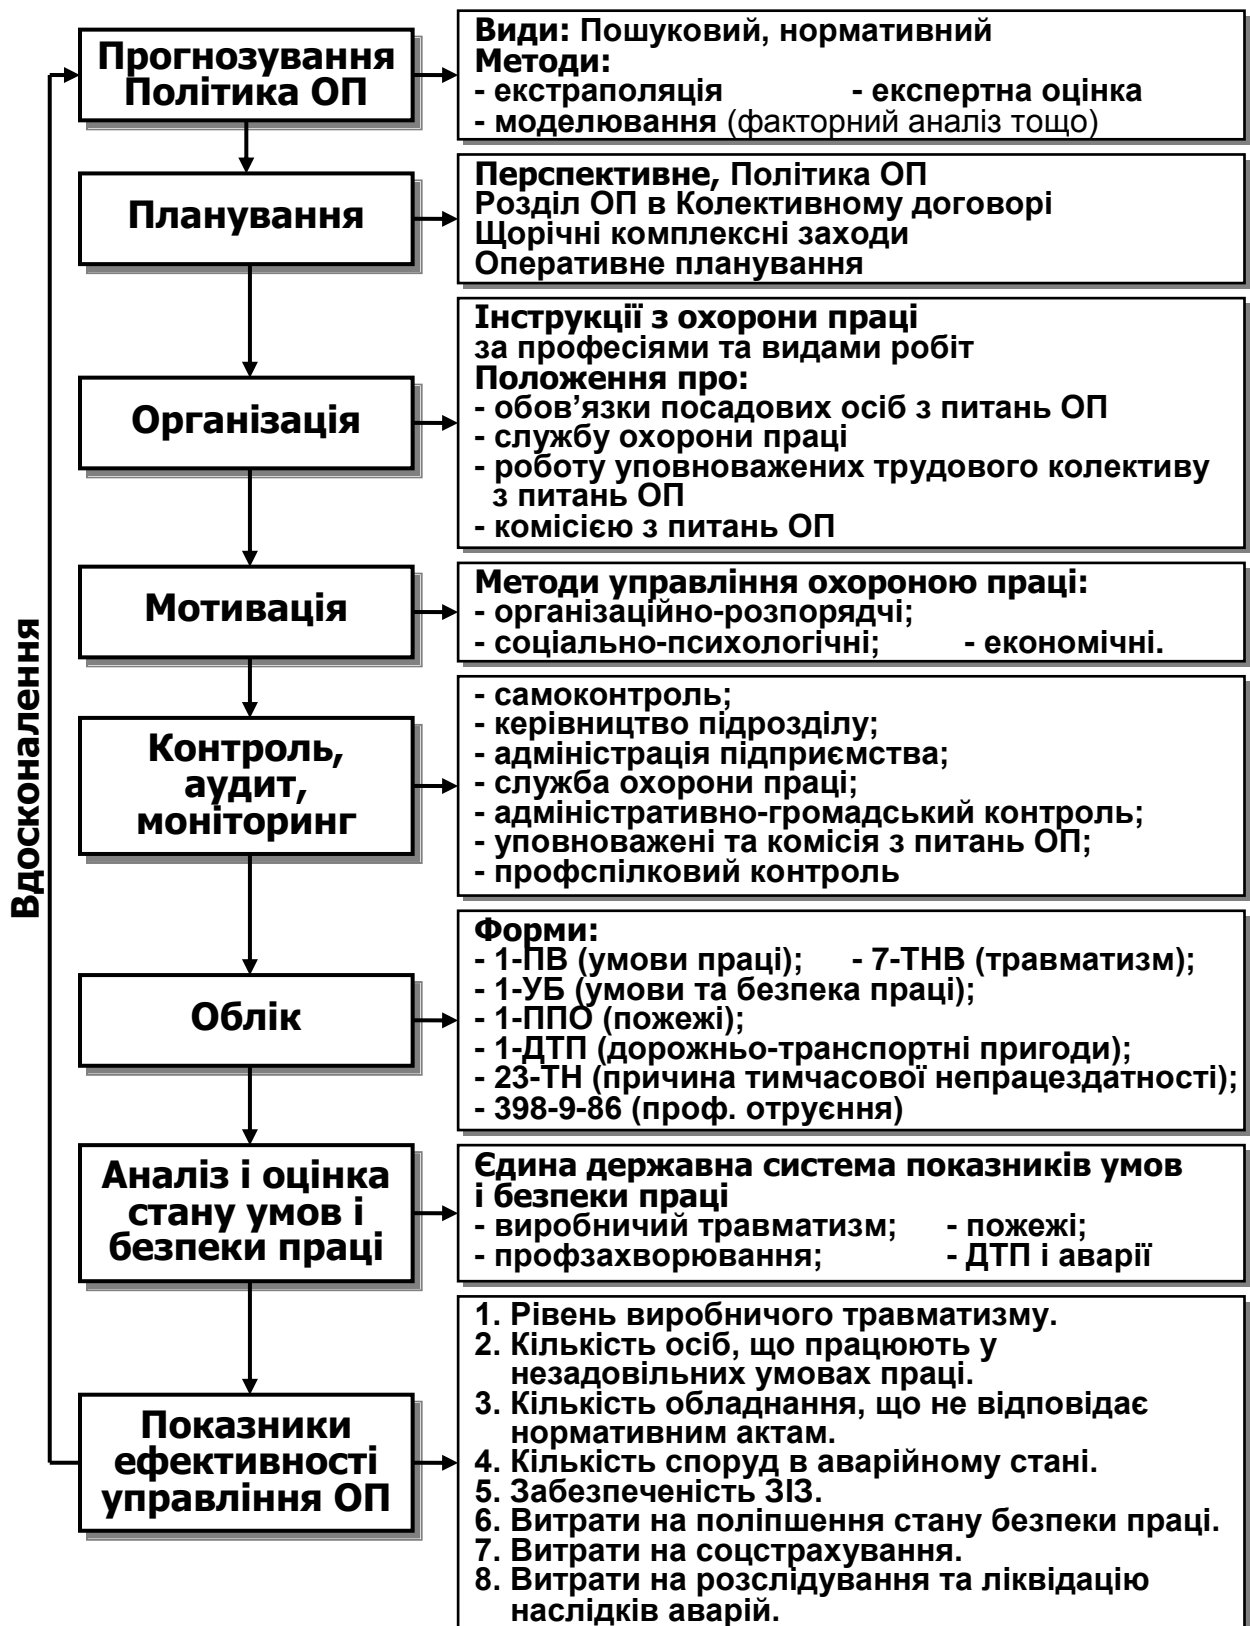 Прогнозування
Політика ОП
Види: Пошуковий, нормативний
Методи:
- екстраполяція - експертна оцінка
- моделювання (факторний аналіз тощо)
Планування
Перспективне, Політика ОП
Розділ ОП в Колективному договорі
Щорічні комплексні заходи
Оперативне планування
Організація
Інструкції з охорони праці
за професіями та видами робіт
Положення про:
- обов’язки посадових осіб з питань ОП
- службу охорони праці
- роботу уповноважених трудового колективу
з питань ОП
- комісією з питань ОП
Мотивація
Методи управління охороною праці:
- організаційно-розпорядчі;
- соціально-психологічні; - економічні.
Контроль,
аудит,
моніторинг
- самоконтроль;
- керівництво підрозділу;
- адміністрація підприємства;
- служба охорони праці;
- адміністративно-громадський контроль;
- уповноважені та комісія з питань ОП;
- профспілковий контроль
Облік
Форми:
- 1-ПВ (умови праці); - 7-ТНВ (травматизм);
- 1-УБ (умови та безпека праці);
- 1-ППО (пожежі);
- 1-ДТП (дорожньо-транспортні пригоди);
- 23-ТН (причина тимчасової непрацездатності);
- 398-9-86 (проф. отруєння)
Аналіз і оцінка
стану умов і
безпеки праці
Єдина державна система показників умов
і безпеки праці
- виробничий травматизм; - пожежі;
- профзахворювання; - ДТП і аварії
Показники
ефективності
управління ОП
1. Рівень виробничого травматизму.
2. Кількість осіб, що працюють у
незадовільних умовах праці.
3. Кількість обладнання, що не відповідає
нормативним актам.
4. Кількість споруд в аварійному стані.
5. Забезпеченість ЗІЗ.
6. Витрати на поліпшення стану безпеки праці.
7. Витрати на соцстрахування.
8. Витрати на розслідування та ліквідацію
наслідків аварій.
Вдосконалення